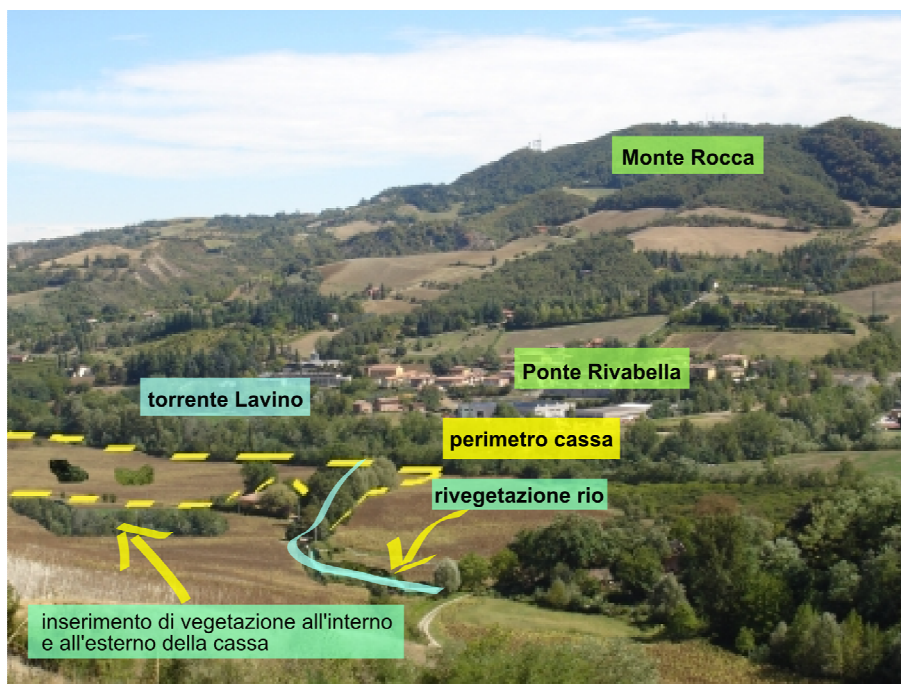 Monte Rocca
Ponte Rivabella
torrente Lavino
perimetro cassa
rivegetazione rio
inserimento di vegetazione all'interno
e all'esterno della cassa